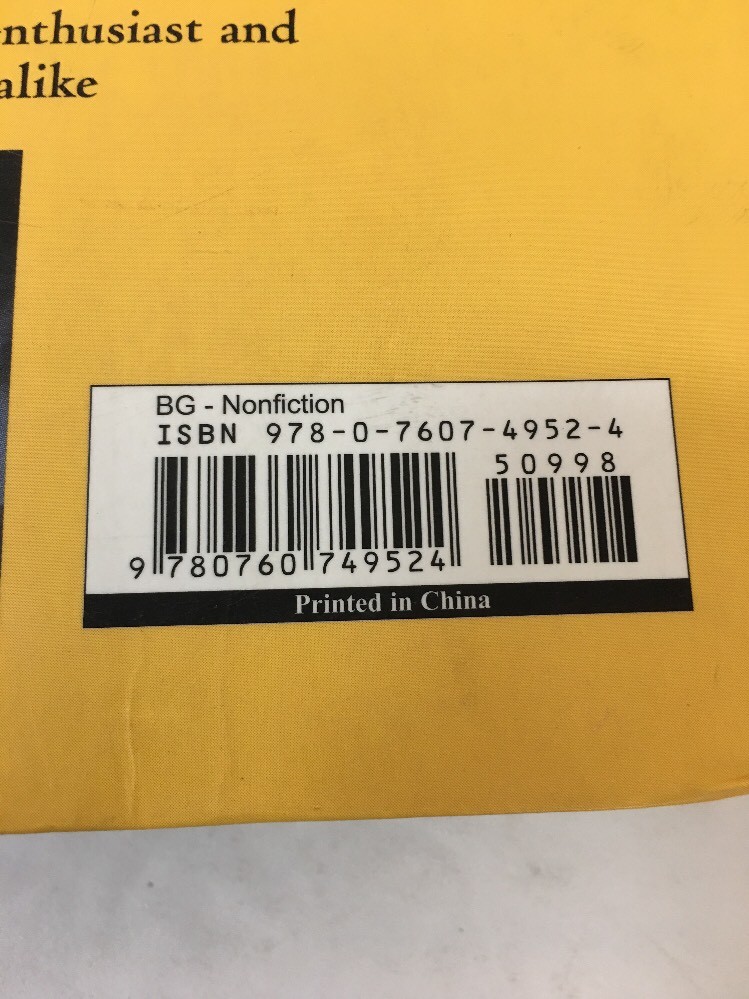 enthusiast and
alike
BG - Nonfiction
ISBN 978-0-7607-4952-4
50998
9 780760 749524
Printed in China